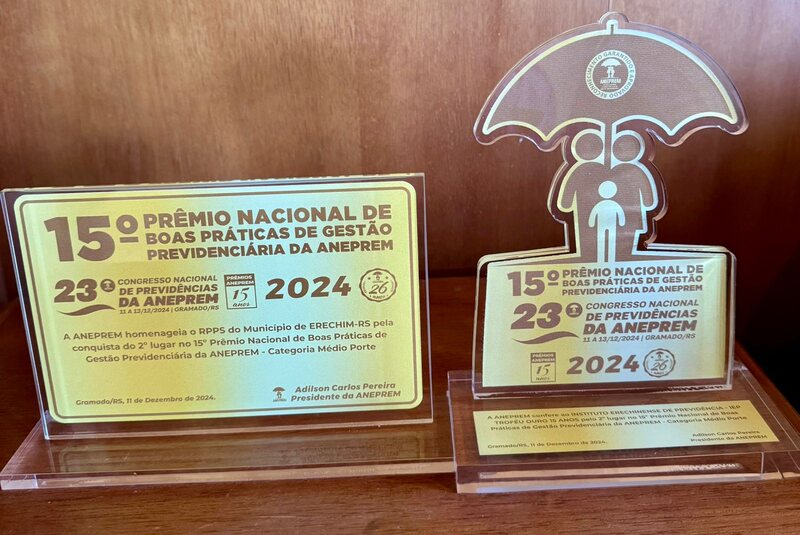 15º PRÊMIO NACIONAL DE
BOAS PRÁTICAS DE GESTÃO
PREVIDENCIÁRIA DA ANEPREM
23º CONGRESSO NACIONAL
DE PREVIDÊNCIAS
DA ANEPREM
11 A 13/12/2024 | GRAMADO/RS
PRÊMIOS
ANEPREM
15
anos
2024
26
A ANEPREM homenageia o RPPS do Município de ERECHIM-RS pela
conquista do 2º lugar no 15º Prêmio Nacional de Boas Práticas de
Gestão Previdenciária da ANEPREM - Categoria Médio Porte
Gramado/RS, 11 de Dezembro de 2024.
Adilson Carlos Pereira
Presidente da ANEPREM
RECONHECIMENTO GARANTIDO E APROVADO
ANEPREM
15º PRÊMIO NACIONAL DE
BOAS PRÁTICAS DE GESTÃO
PREVIDENCIÁRIA DA ANEPREM
23º CONGRESSO NACIONAL
DE PREVIDÊNCIAS
DA ANEPREM
11 A 13/12/2024 | GRAMADO/RS
PRÊMIOS
ANEPREM
15
anos
2024
26
A ANEPREM confere ao INSTITUTO ERECHINENSE DE PREVIDÊNCIA - IEP
TROFÉU OURO 15 ANOS pelo 2º lugar no 15º Prêmio Nacional de Boas
Práticas de Gestão Previdenciária da ANEPREM - Categoria Médio Porte
Gramado/RS, 11 de Dezembro de 2024.
Adilson Carlos Pereira
Presidente da ANEPREM